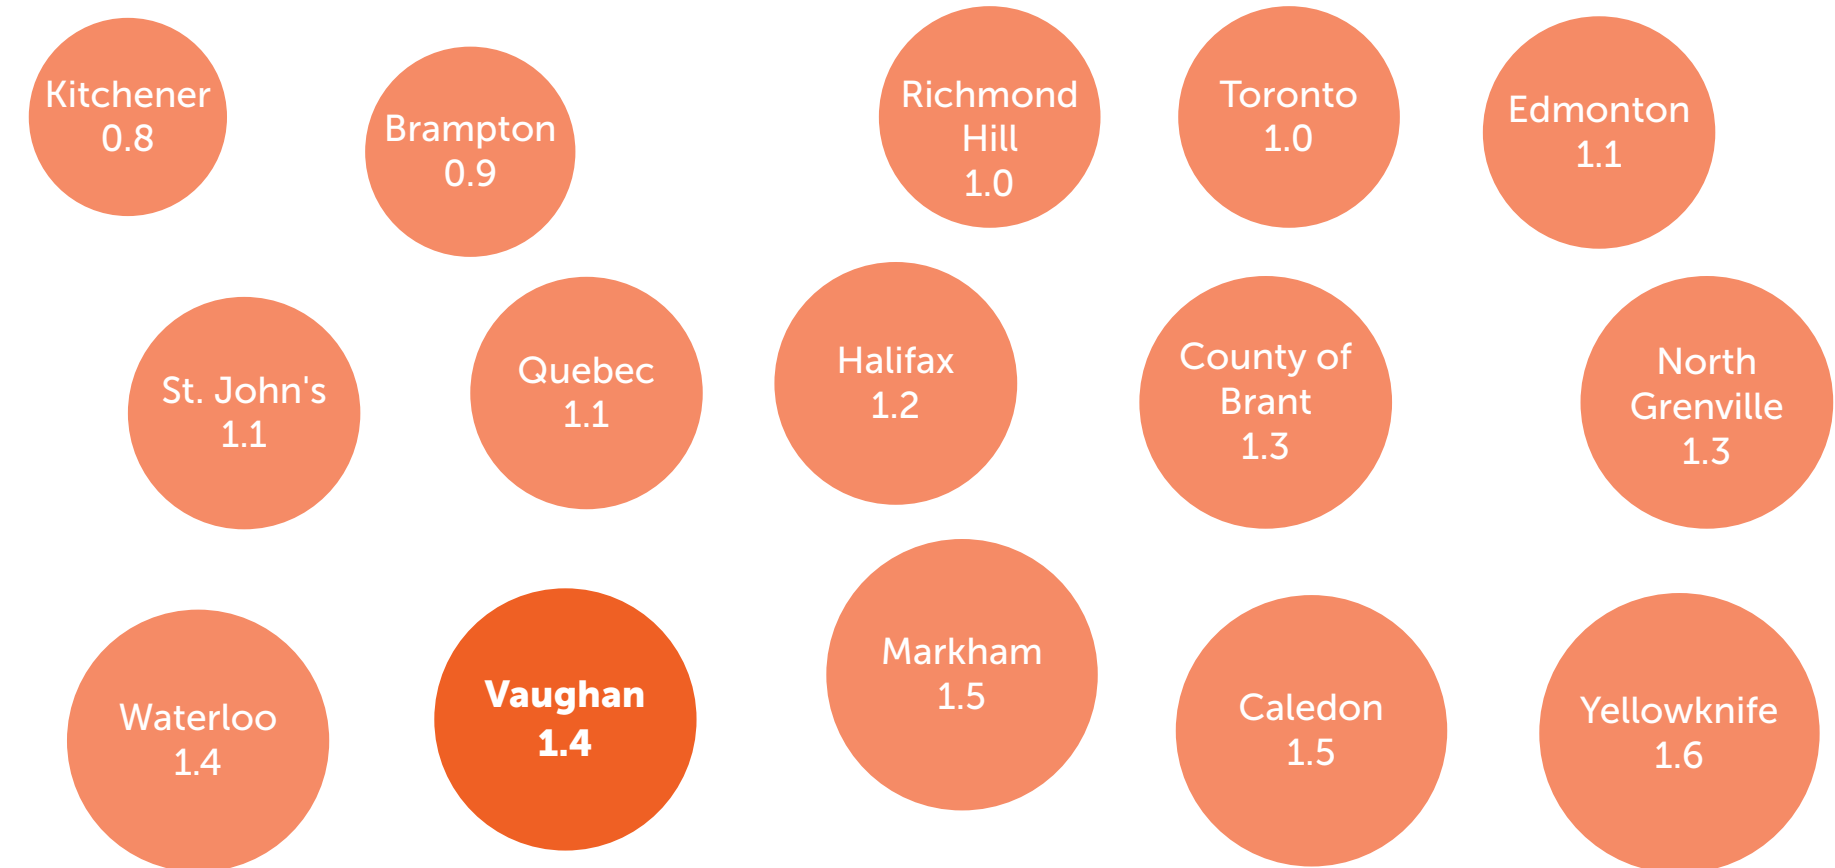 Kitchener
0.8
Brampton
0.9
Richmond
Hill
1.0
Toronto
1.0
Edmonton
1.1
St. John's
1.1
Quebec
1.1
Halifax
1.2
County of
Brant
1.3
North
Grenville
1.3
Waterloo
1.4
Vaughan
1.4
Markham
1.5
Caledon
1.5
Yellowknife
1.6